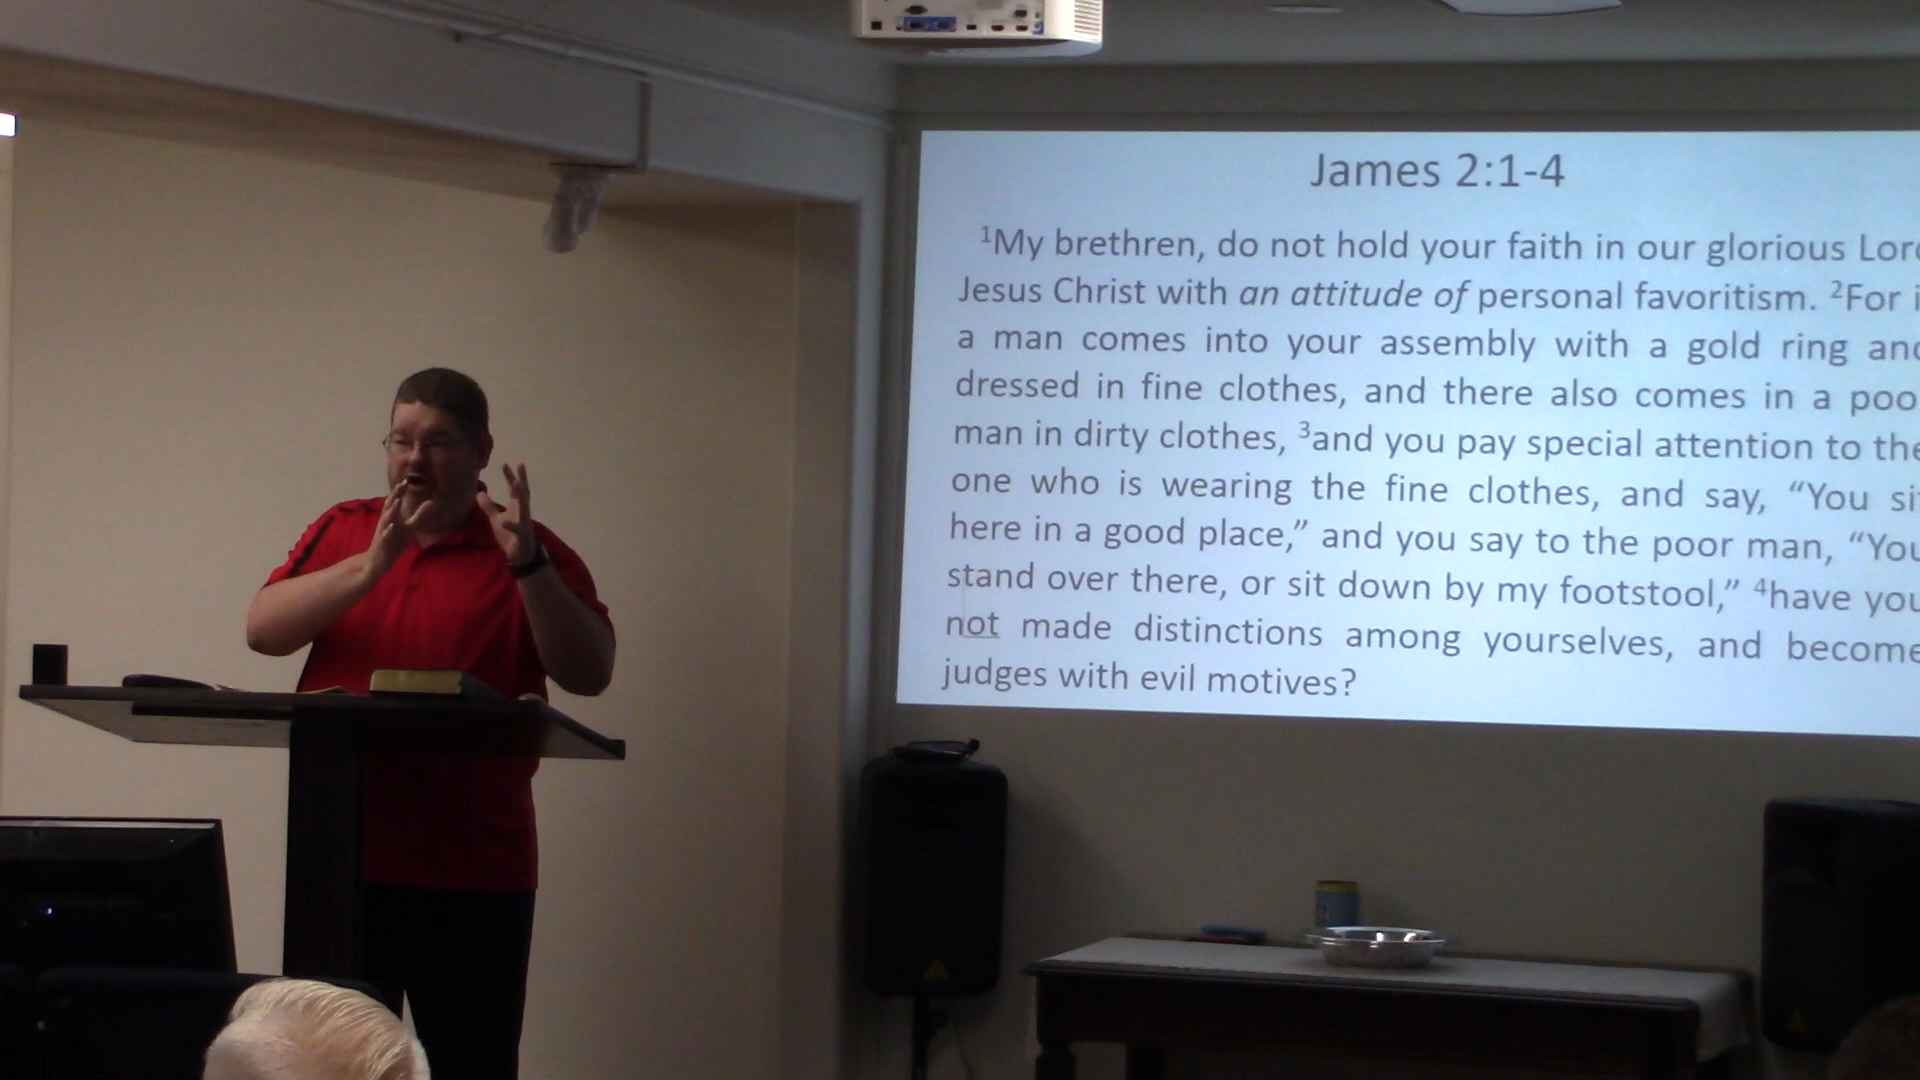 James 2:1-4
¹My brethren, do not hold your faith in our glorious Lord
Jesus Christ with an attitude of personal favoritism. ²For i
a man comes into your assembly with a gold ring and
dressed in fine clothes, and there also comes in a poo
man in dirty clothes, ³and you pay special attention to the
one who is wearing the fine clothes, and say, “You sit
here in a good place,” and you say to the poor man, “You
stand over there, or sit down by my footstool,” ⁴have you
not made distinctions among yourselves, and become
judges with evil motives?